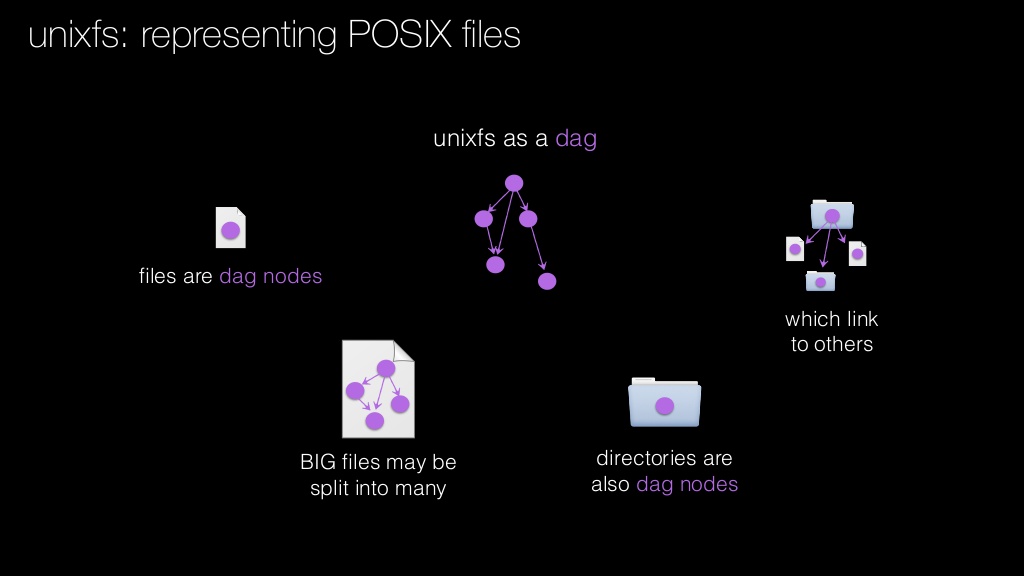 unixfs: representing POSIX files
unixfs as a dag
files are dag nodes
which link
to others
BIG files may be
split into many
directories are
also dag nodes